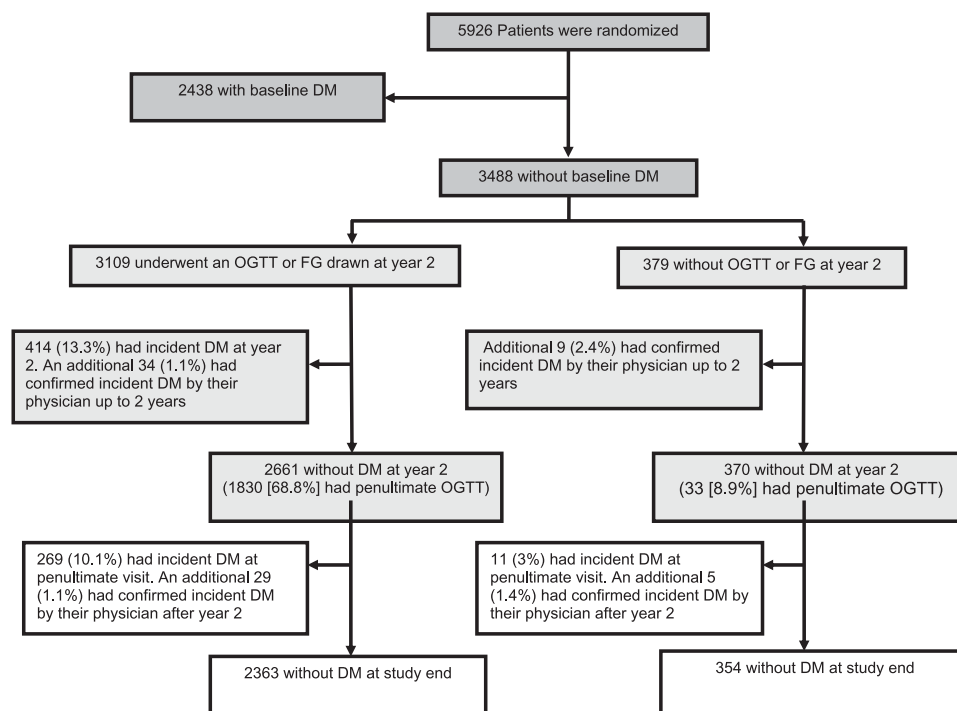 5926 Patients were randomized
2438 with baseline DM
3488 without baseline DM
3109 underwent an OGTT or FG drawn at year 2
379 without OGTT or FG at year 2
414 (13.3%) had incident DM at year
2. An additional 34 (1.1%) had
confirmed incident DM by their
physician up to 2 years
Additional 9 (2.4%) had confirmed
incident DM by their physician up to 2
years
2661 without DM at year 2
(1830 [68.8%] had penultimate OGTT)
370 without DM at year 2
(33 [8.9%] had penultimate OGTT)
269 (10.1%) had incident DM at
penultimate visit. An additional 29
(1.1%) had confirmed incident DM
by their physician after year 2
11 (3%) had incident DM at
penultimate visit. An additional 5
(1.4%) had confirmed incident DM by
their physician after year 2
2363 without DM at study end
354 without DM at study end